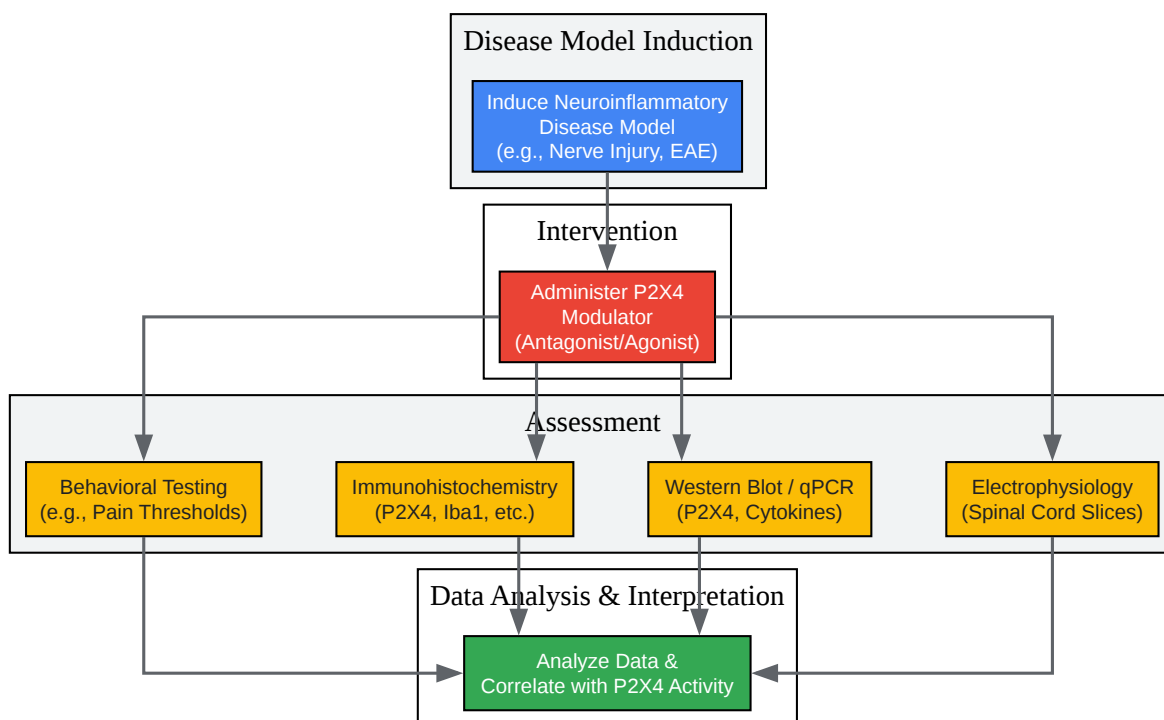 Disease Model Induction
Induce Neuroinflammatory
Disease Model
(e.g., Nerve Injury, EAE)
Intervention
Administer P2X4
Modulator
(Antagonist/Agonist)
Assessment
Behavioral Testing
(e.g., Pain Thresholds)
Immunohistochemistry
(P2X4, Iba1, etc.)
Western Blot / qPCR
(P2X4, Cytokines)
Electrophysiology
(Spinal Cord Slices)
Data Analysis & Interpretation
Analyze Data &
Correlate with P2X4 Activity